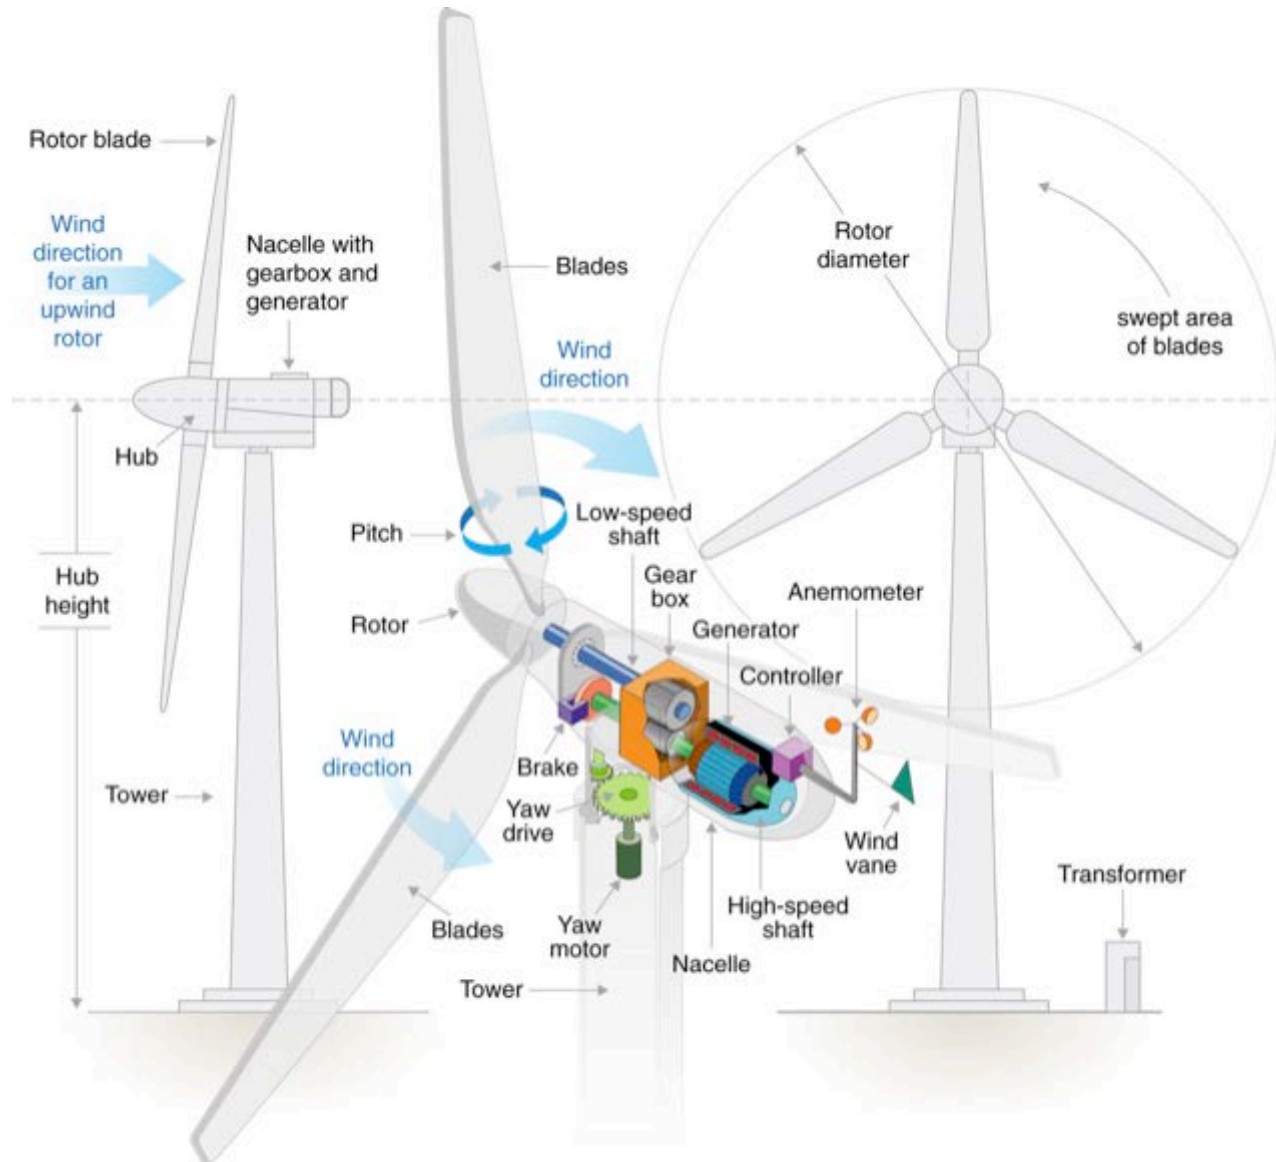 Rotor blade
Wind
direction
for an
upwind
rotor
Nacelle with
gearbox and
generator
Hub
Hub
height
Tower
Blades
Wind
direction
Pitch
Rotor
Low-speed
shaft
Gear
box
Generator
Controller
Anemometer
Wind
direction
Brake
Yaw
drive
Yaw
motor
Blades
Tower
Nacelle
High-speed
shaft
Wind
vane
Rotor
diameter
swept area
of blades
Transformer